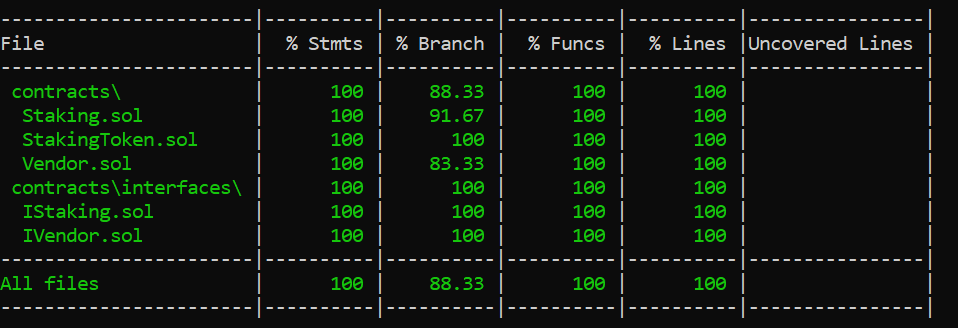 ------------------------|----------|----------|----------|----------|-----------------|
File                    |  % Stmts | % Branch |  % Funcs |  % Lines |Uncovered Lines |
------------------------|----------|----------|----------|----------|-----------------|
 contracts\             |      100 |    88.33 |      100 |      100 |                |
  Staking.sol           |      100 |    91.67 |      100 |      100 |                |
  StakingToken.sol      |      100 |      100 |      100 |      100 |                |
  Vendor.sol            |      100 |    83.33 |      100 |      100 |                |
 contracts\interfaces\  |      100 |      100 |      100 |      100 |                |
  IStaking.sol          |      100 |      100 |      100 |      100 |                |
  IVendor.sol           |      100 |      100 |      100 |      100 |                |
------------------------|----------|----------|----------|----------|-----------------|
All files               |      100 |    88.33 |      100 |      100 |                |
------------------------|----------|----------|----------|----------|-----------------|